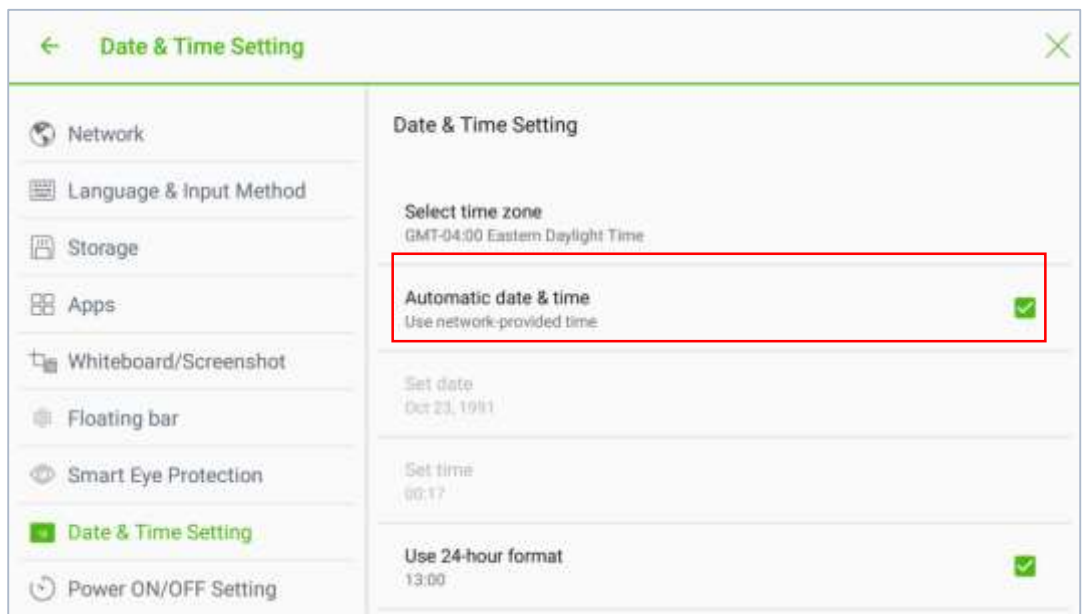 Date & Time Setting
Network
Language & Input Method
Storage
Apps
Whiteboard/Screenshot
Floating bar
Smart Eye Protection
Date & Time Setting
Power ON/OFF Setting
Date & Time Setting
Select time zone
GMT-04:00 Eastern Daylight Time
Automatic date & time
Use network-provided time
Set date
Oct 23, 1991
Set time
00:17
Use 24-hour format
13:00